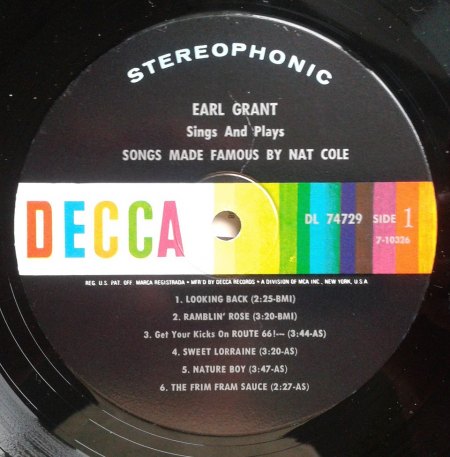 STEREOPHONIC
EARL GRANT
Sings And Plays
SONGS MADE FAMOUS BY NAT COLE
DECCA
DL 74729 SIDE 1
7-10326
REG. U.S. PAT. OFF. MARCA REGISTRADA • MFR'D BY DECCA RECORDS • A DIVISION OF MCA INC., NEW YORK, U.S.A.
1. LOOKING BACK (2:25-BMI)
2. RAMBLIN' ROSE (3:20-BMI)
3. Get Your Kicks On ROUTE 66!— (3:44-AS)
4. SWEET LORRAINE (3:20-AS)
5. NATURE BOY (3:47-AS)
6. THE FRIM FRAM SAUCE (2:27-AS)